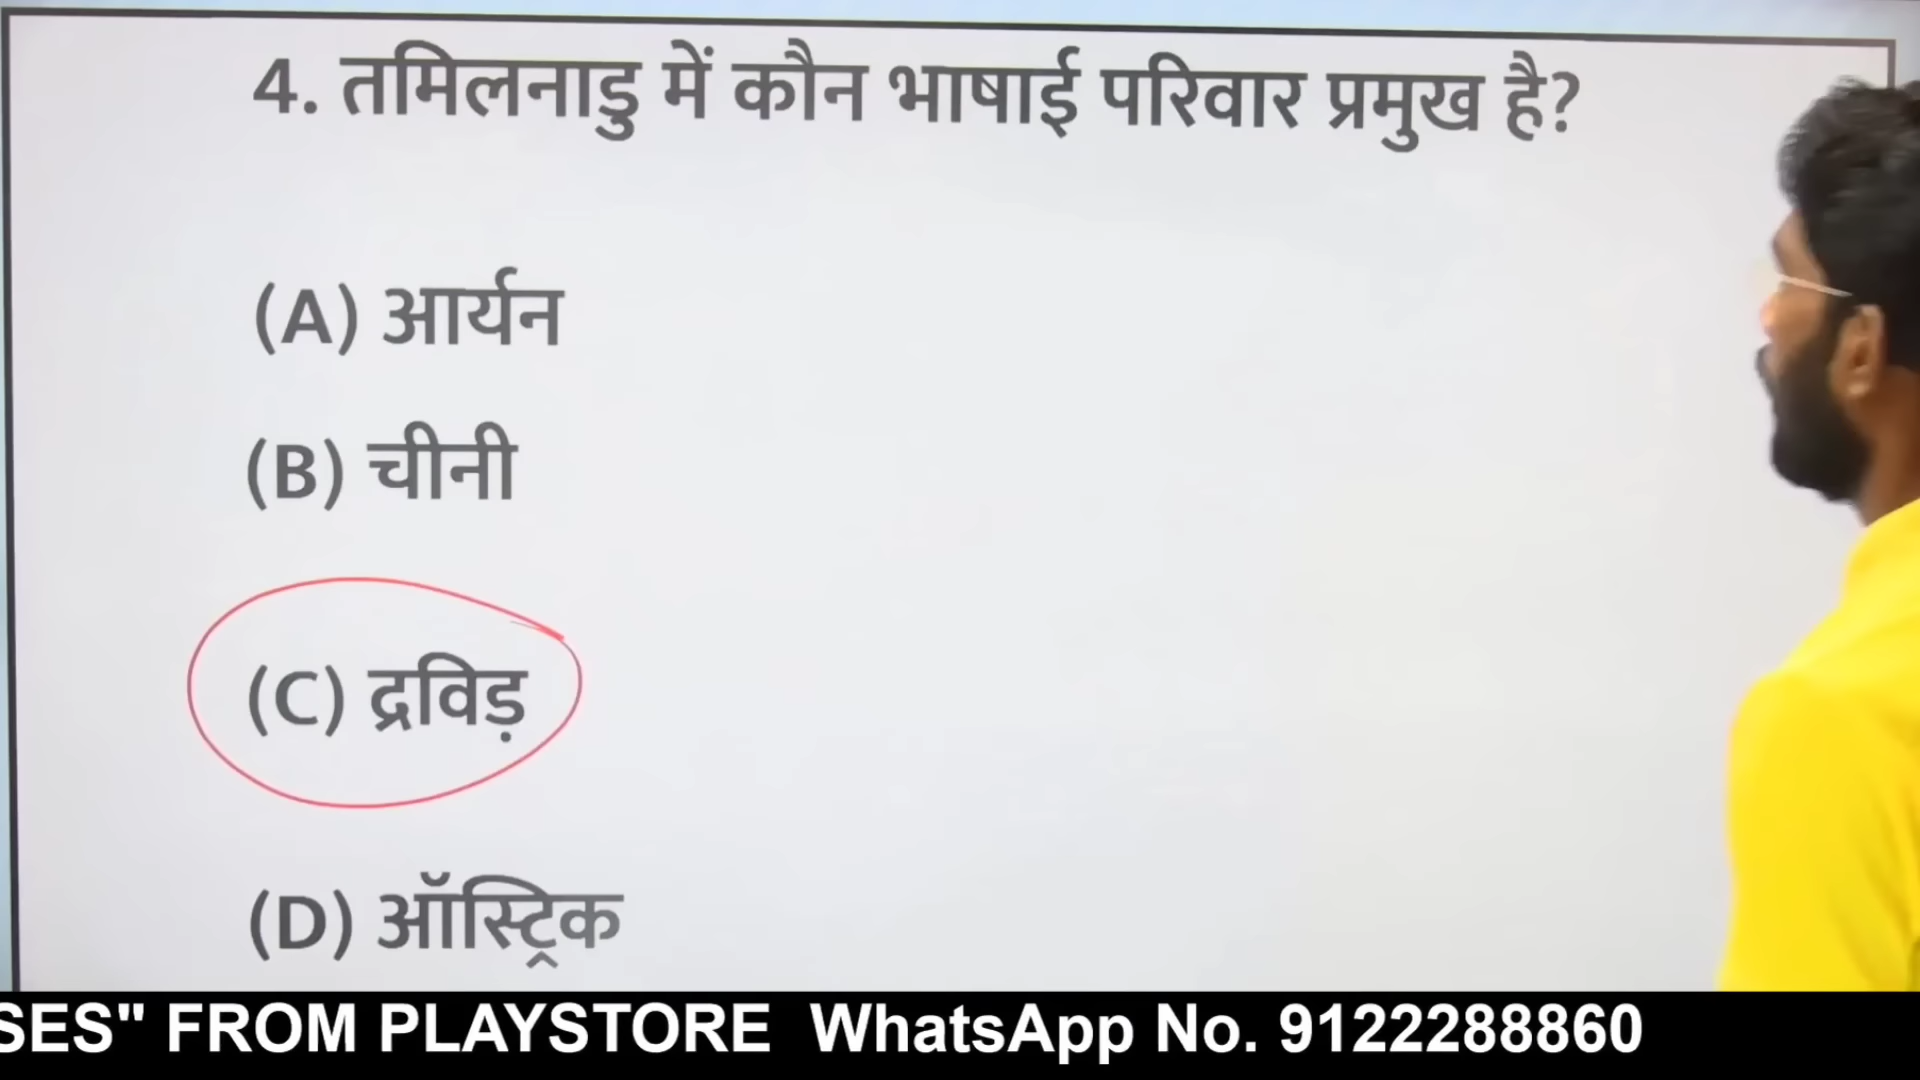 4. तमिलनाडु में कौन भाषाई परिवार प्रमुख है?
(A) आर्यन
(B) चीनी
(C) द्रविड़
(D) ऑस्ट्रिक
SES" FROM PLAYSTORE WhatsApp No. 9122288860